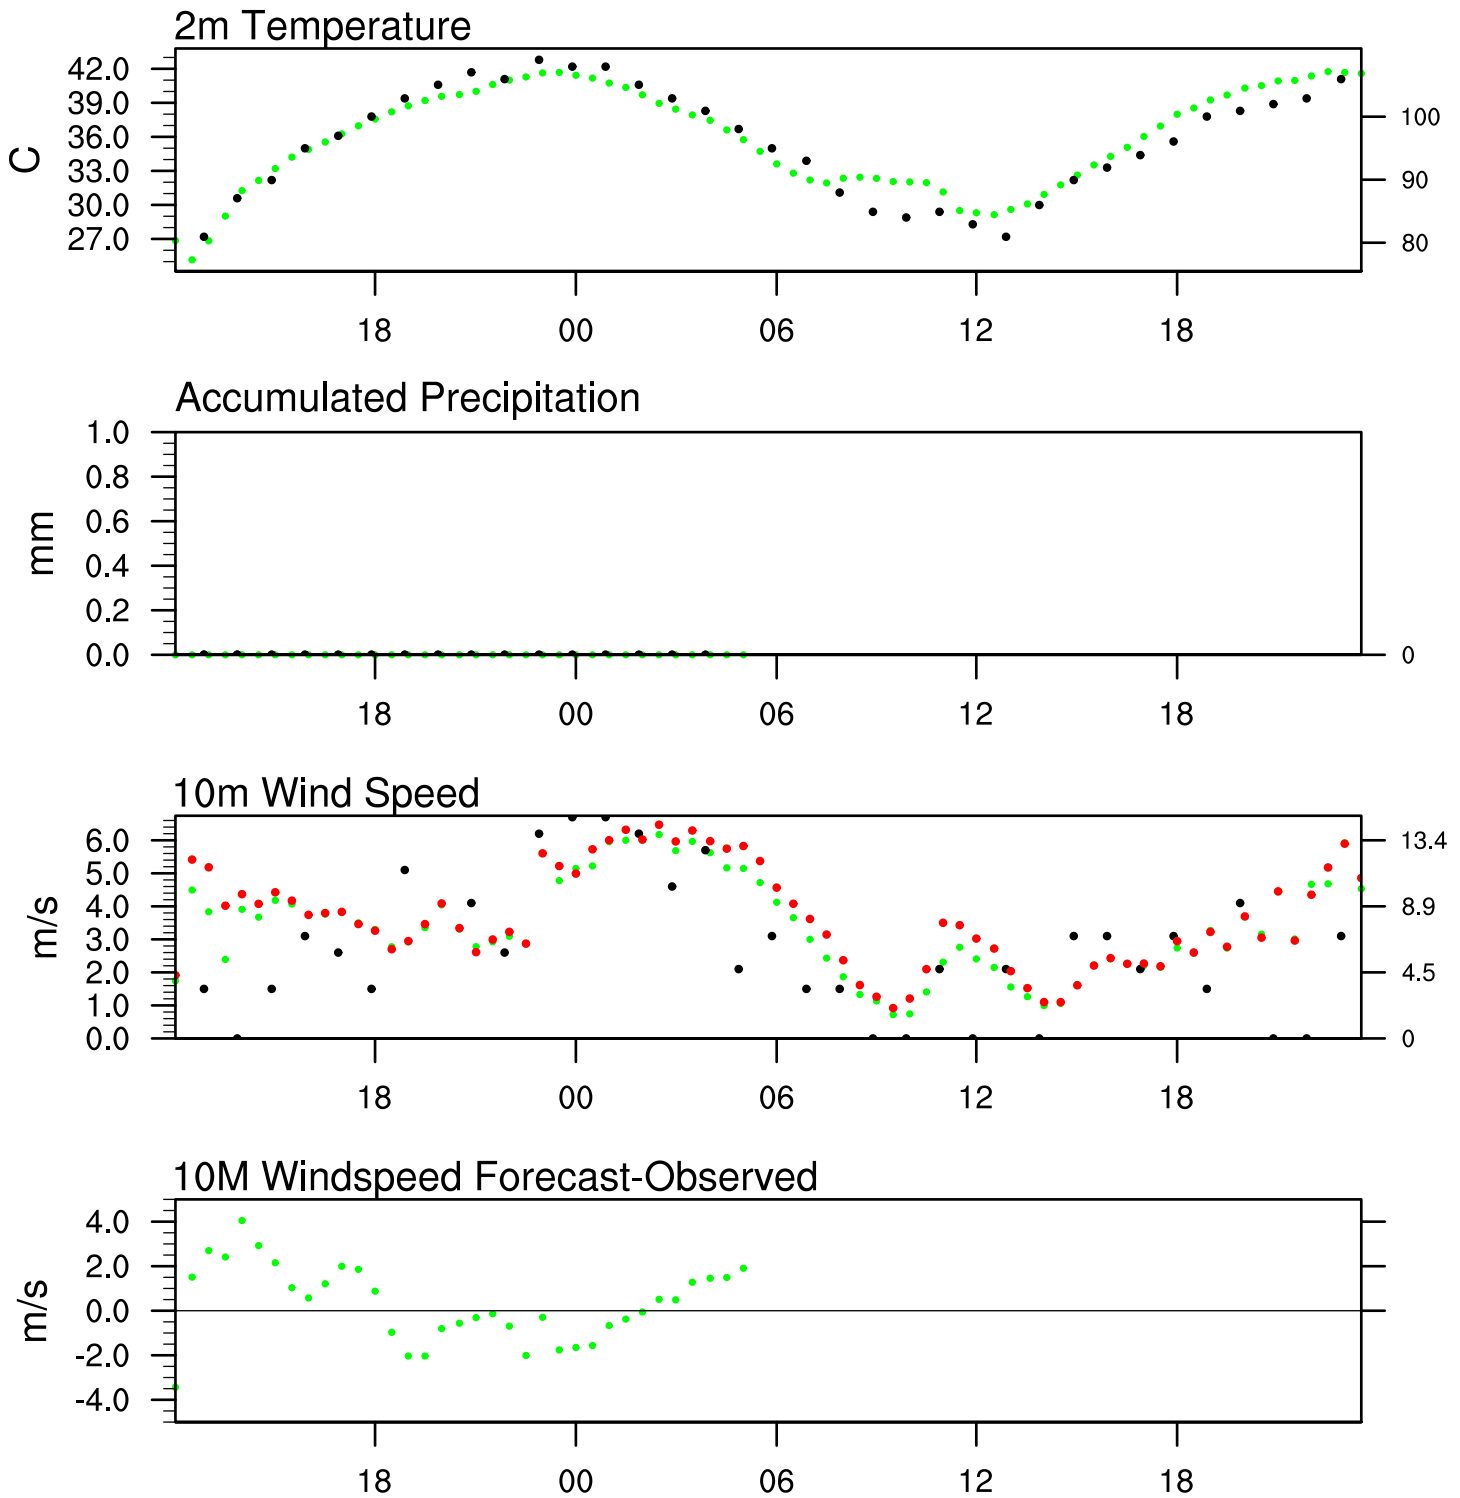 2m Temperature
42.0
39.0
36.0
33.0
30.0
27.0
C
100
90
80
18 00 06 12 18
Accumulated Precipitation
1.0
0.8
0.6
0.4
0.2
0.0
mm
0
18 00 06 12 18
10m Wind Speed
6.0
5.0
4.0
3.0
2.0
1.0
0.0
m/s
13.4
8.9
4.5
0
18 00 06 12 18
10M Windspeed Forecast-Observed
4.0
2.0
0.0
-2.0
-4.0
m/s
18 00 06 12 18